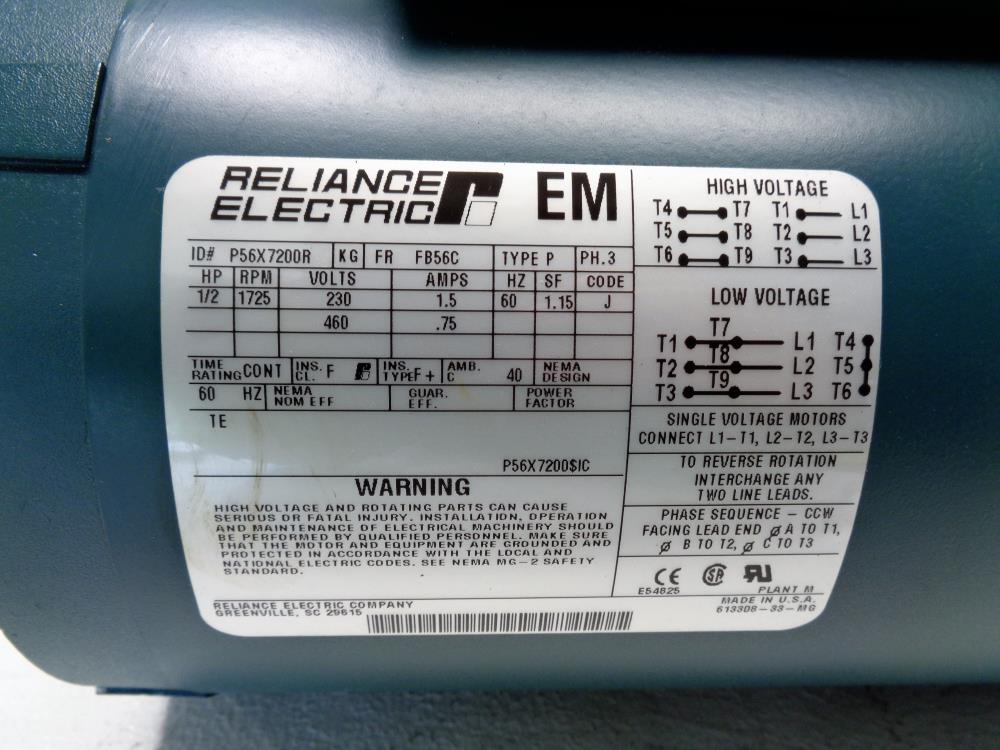 RELIANCE
ELECTRIC
EM
ID# P56X7200R KG FR FB56C TYPE P PH.3
HP RPM VOLTS AMPS HZ SF CODE
1/2 1725 230 1.5 60 1.15 J
460 .75
TIME RATING CONT INS. CL. F INS. TYPE F+ AMB. C 40 NEMA DESIGN
60 HZ NEMA NOM EFF GUAR. EFF. POWER FACTOR
TE
P56X7200$IC
WARNING
HIGH VOLTAGE AND ROTATING PARTS CAN CAUSE
SERIOUS OR FATAL INJURY. INSTALLATION, OPERATION
AND MAINTENANCE OF ELECTRICAL MACHINERY SHOULD
BE PERFORMED BY QUALIFIED PERSONNEL. MAKE SURE
THAT THE MOTOR AND EQUIPMENT ARE GROUNDED AND
PROTECTED IN ACCORDANCE WITH THE LOCAL AND
NATIONAL ELECTRIC CODES. SEE NEMA MG-2 SAFETY
STANDARD.
RELIANCE ELECTRIC COMPANY
GREENVILLE, SC 29615
HIGH VOLTAGE
T4 T7 T1 L1
T5 T8 T2 L2
T6 T9 T3 L3
LOW VOLTAGE
T7
T1 L1 T4
T8
T2 L2 T5
T9
T3 L3 T6
SINGLE VOLTAGE MOTORS
CONNECT L1-T1, L2-T2, L3-T3
TO REVERSE ROTATION
INTERCHANGE ANY
TWO LINE LEADS.
PHASE SEQUENCE - CCW
FACING LEAD END ø A TO T1,
ø B TO T2, ø C TO T3
CE SA RU
E54825 PLANT M
MADE IN U.S.A.
613308-33-MG